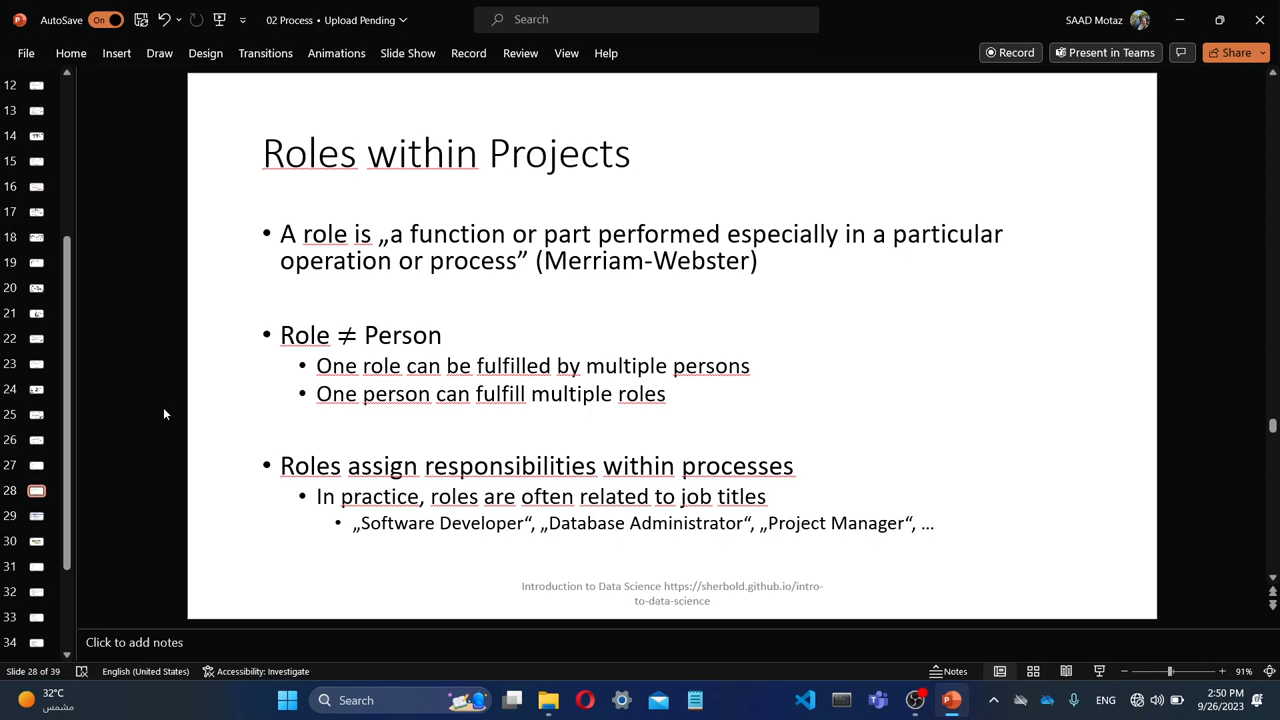 AutoSave On 02 Process • Upload Pending Search SAAD Motaz
File Home Insert Draw Design Transitions Animations Slide Show Record Review View Help Record Present in Teams Share
12
13
14
15
16
17
18
19
20
21
22
23
24
25
26
27
28
29
30
31
32
33
34
Roles within Projects
• A role is „a function or part performed especially in a particular
operation or process” (Merriam-Webster)
• Role ≠ Person
• One role can be fulfilled by multiple persons
• One person can fulfill multiple roles
• Roles assign responsibilities within processes
• In practice, roles are often related to job titles
• „Software Developer“, „Database Administrator“, „Project Manager“, ...
Introduction to Data Science https://sherbold.github.io/intro-
to-data-science
Click to add notes
Slide 28 of 39 English (United States) Accessibility: Investigate Notes 91%
32°C
مشمس
Search
ENG
2:50 PM
9/26/2023